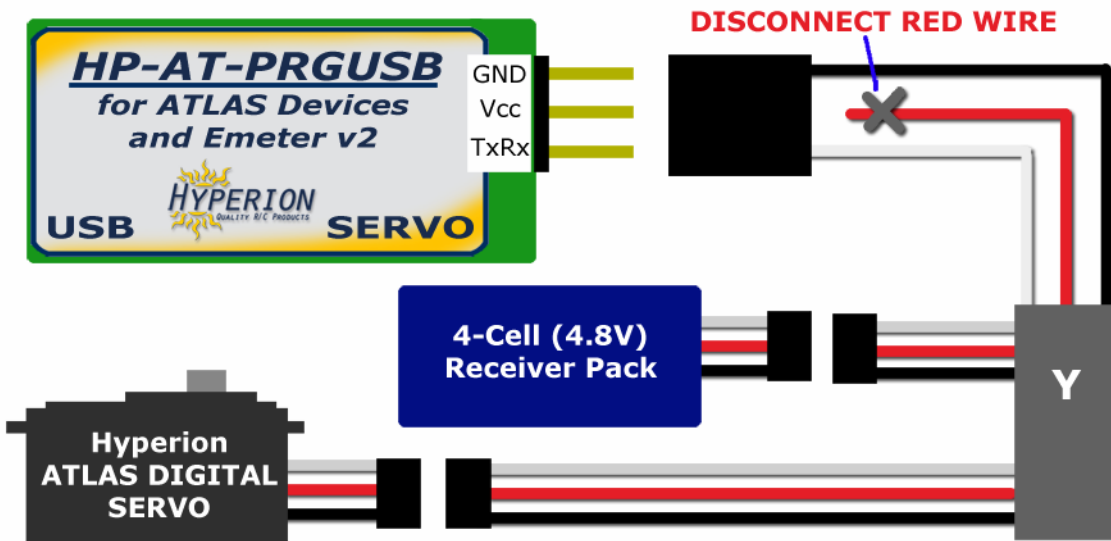 DISCONNECT RED WIRE
HP-AT-PRGUSB
for ATLAS Devices
and Emeter v2
HYPERION
QUALITY R/C PRODUCTS
USB
SERVO
GND
Vcc
TxRx
4-Cell (4.8V)
Receiver Pack
Y
Hyperion
ATLAS DIGITAL
SERVO